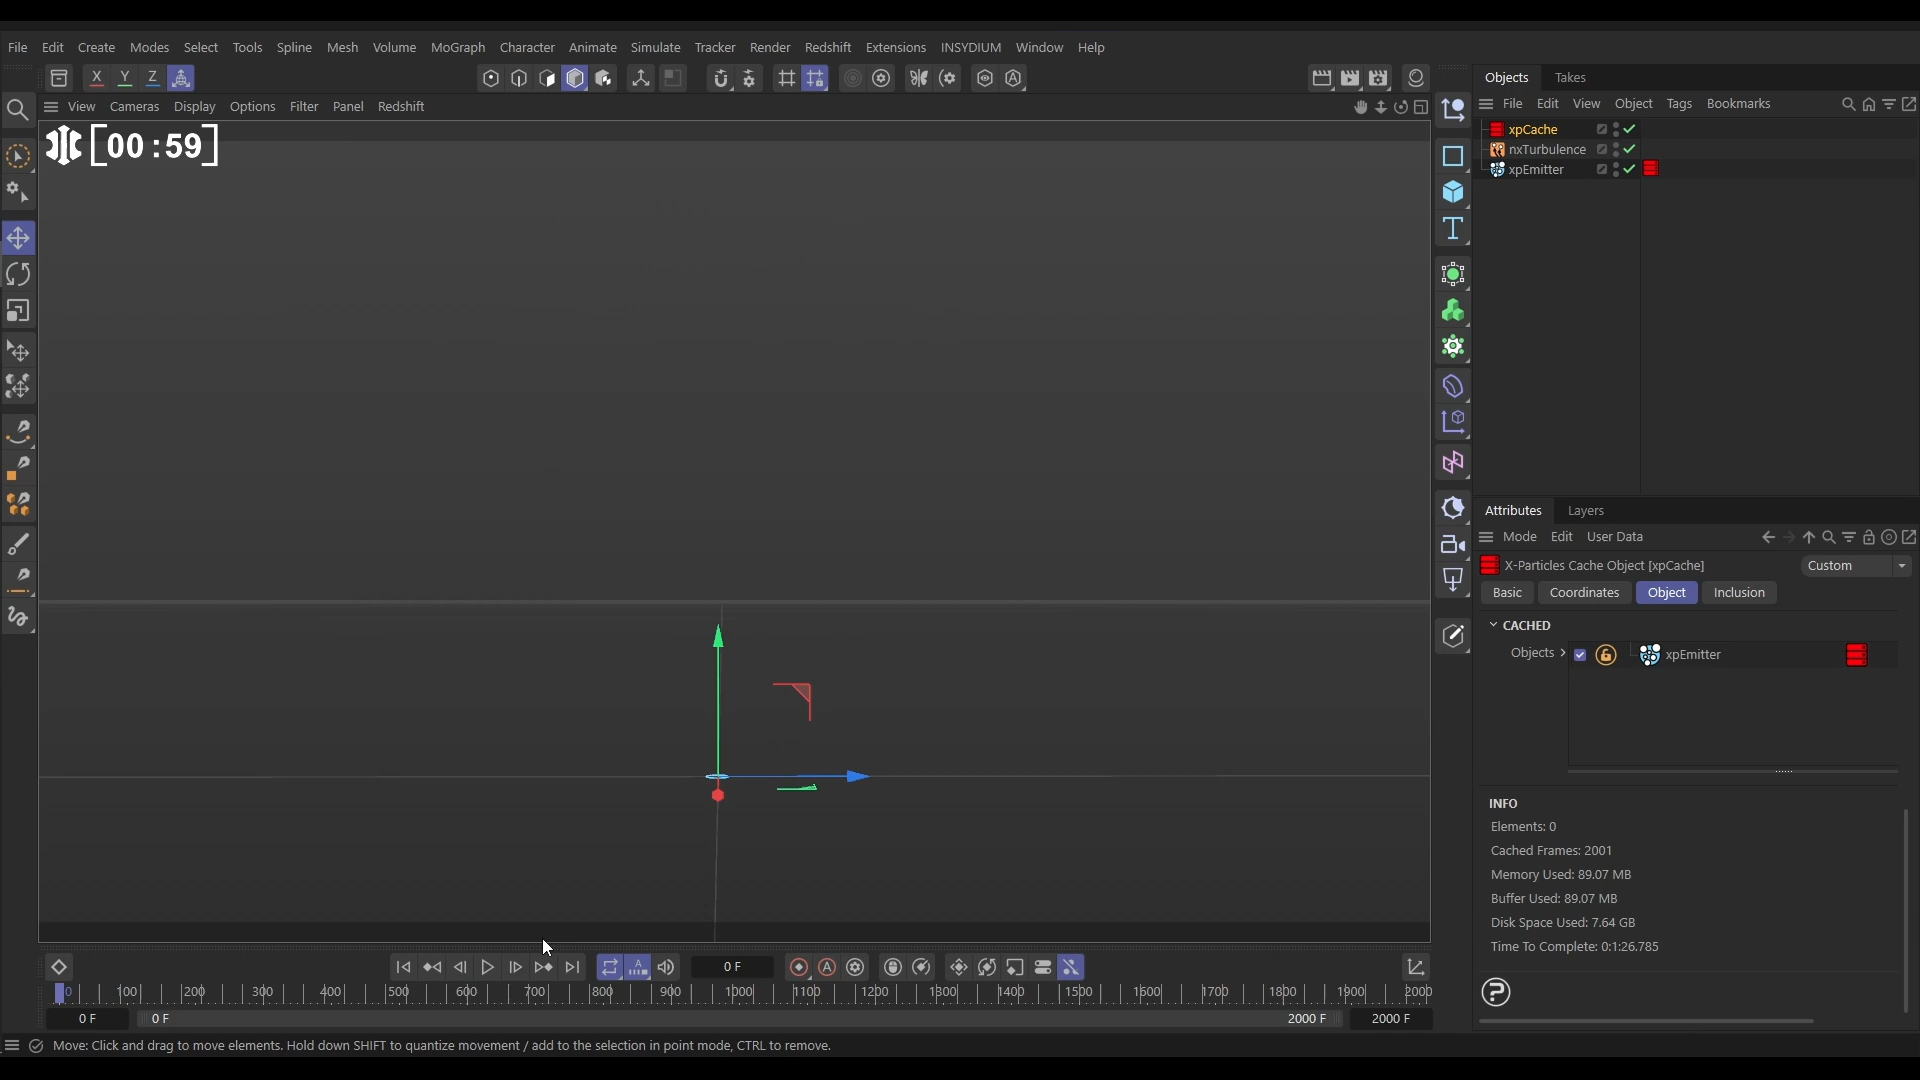 File Edit Create Modes Select Tools Spline Mesh Volume MoGraph Character Animate Simulate Tracker Render Redshift Extensions INSYDIUM Window Help
X Y Z
Objects Takes
View Cameras Display Options Filter Panel Redshift
File Edit View Object Tags Bookmarks
[00:59]
xpCache
nxTurbulence
xpEmitter
Attributes Layers
Mode Edit User Data
X-Particles Cache Object [xpCache] Custom
Basic Coordinates Object Inclusion
CACHED
Objects > xpEmitter
INFO
Elements: 0
Cached Frames: 2001
Memory Used: 89.07 MB
Buffer Used: 89.07 MB
Disk Space Used: 7.64 GB
Time To Complete: 0:1:26.785
0 F
0 100 200 300 400 500 600 700 800 900 1000 1100 1200 1300 1400 1500 1600 1700 1800 1900 2000
0 F 0 F 2000 F 2000 F
Move: Click and drag to move elements. Hold down SHIFT to quantize movement / add to the selection in point mode, CTRL to remove.